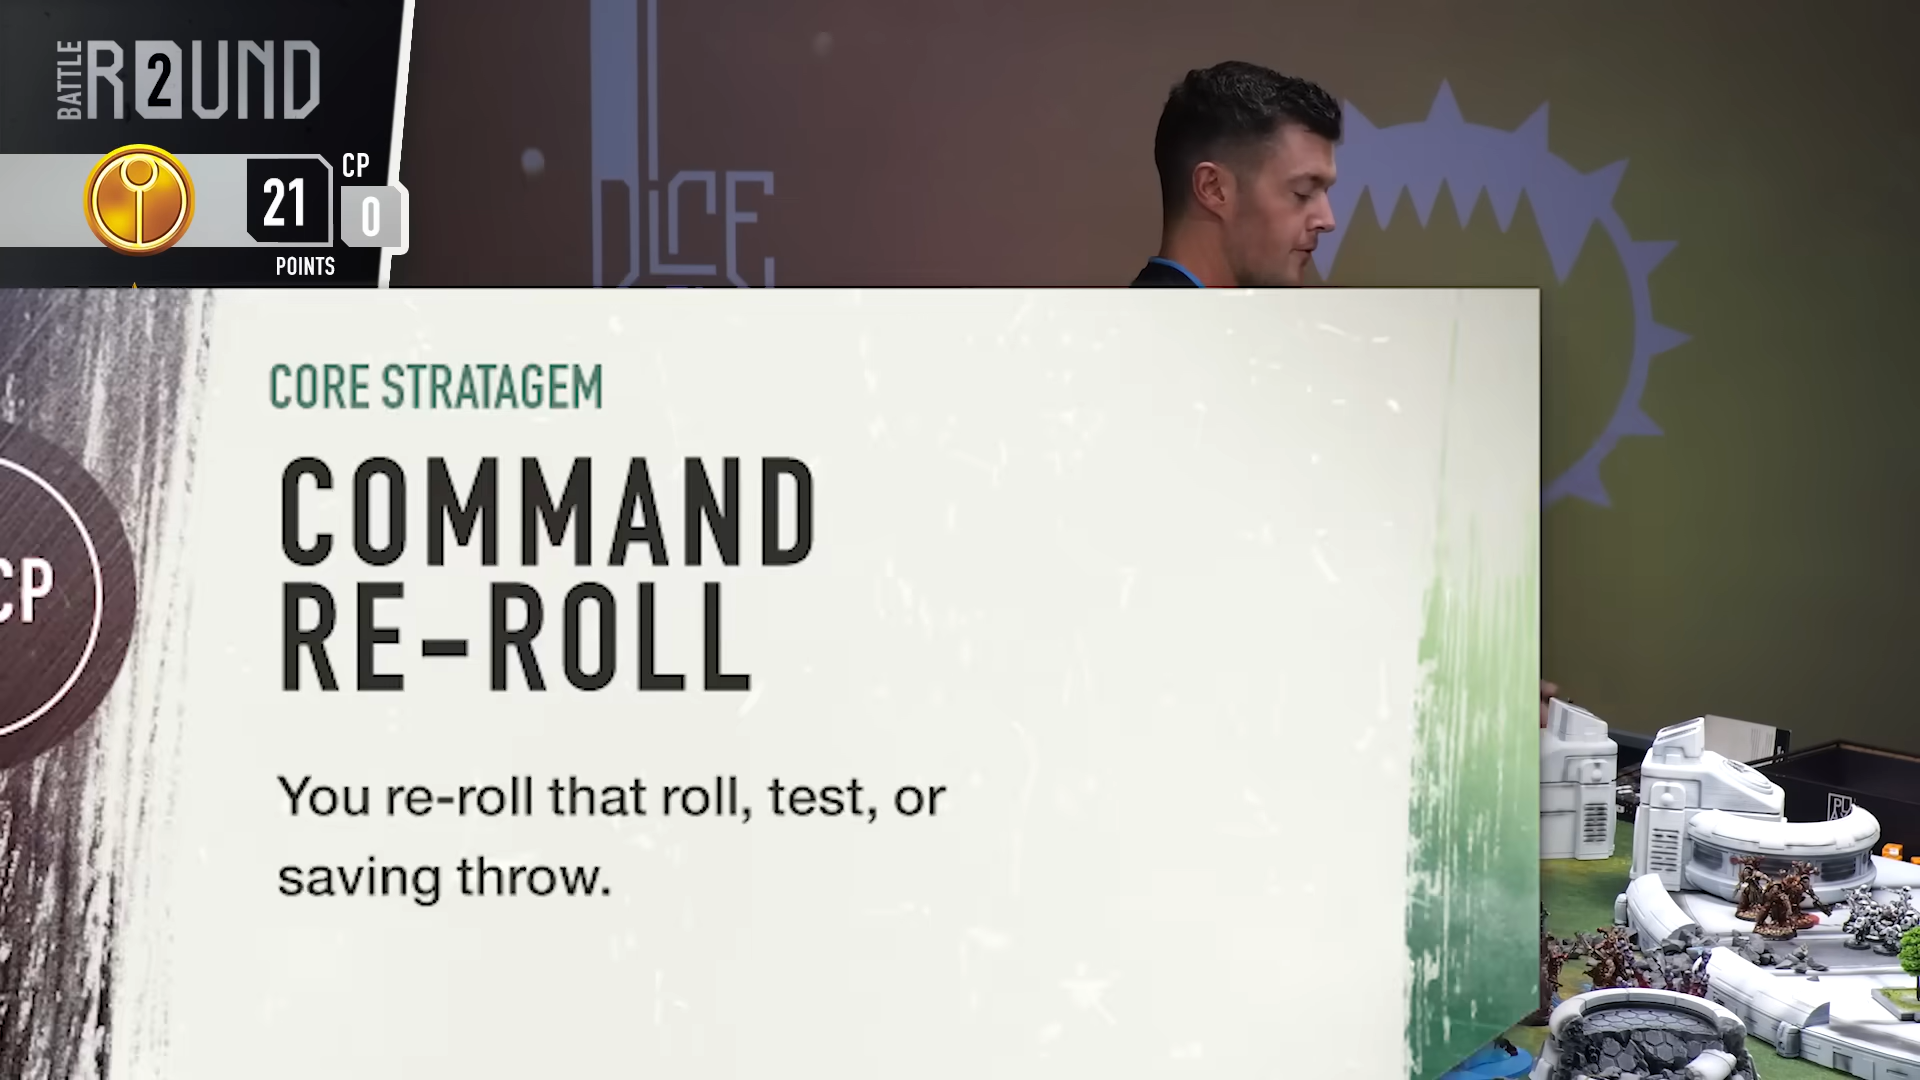 BATTLE
R2UND
21
POINTS
CP
0
DiCE
CORE STRATAGEM
COMMAND
RE-ROLL
You re-roll that roll, test, or
saving throw.
CP